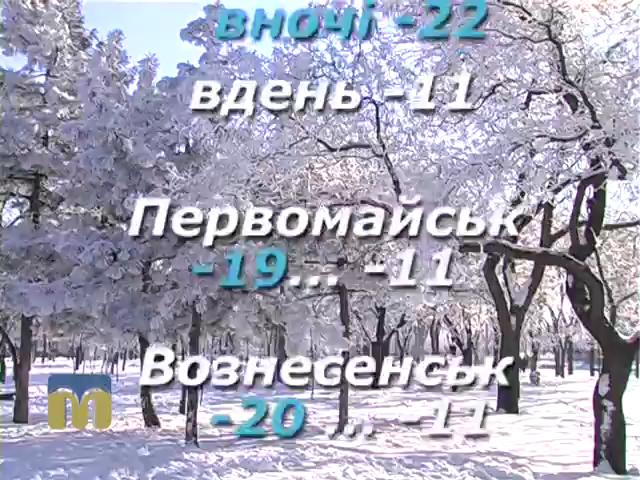 вночі -22
вдень -11
Первомайськ
-19... -11
Вознесенськ
-20 ... -11